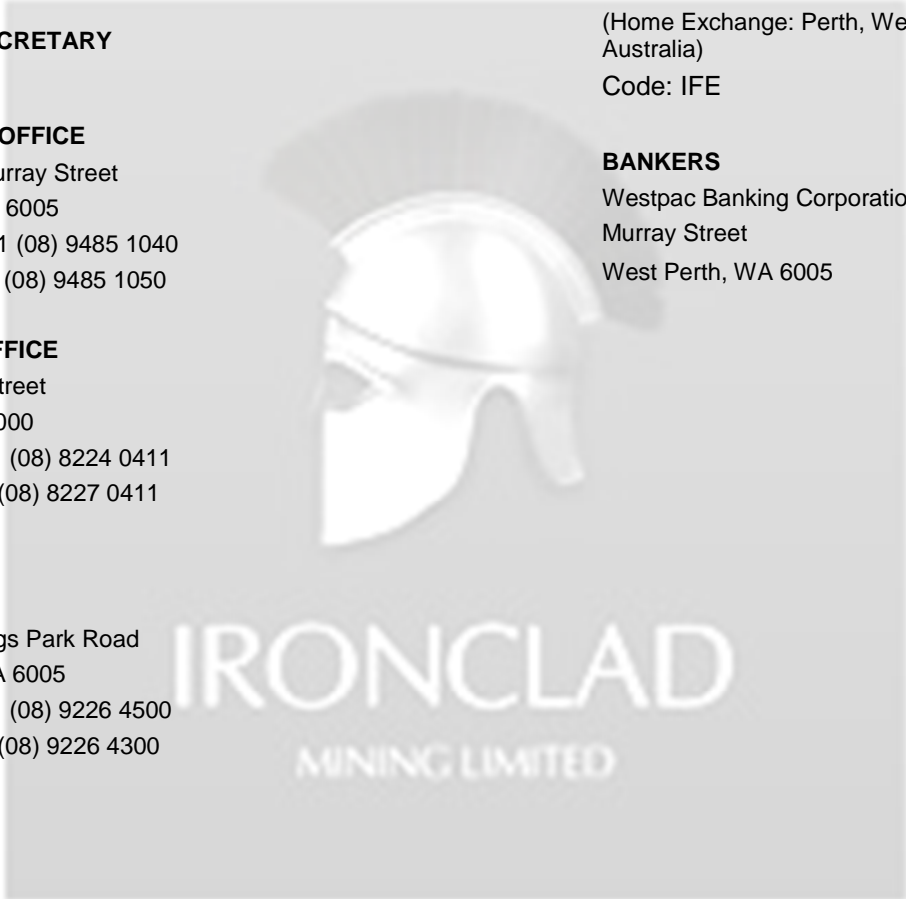 CRETARY
OFFICE
urray Street
6005
1 (08) 9485 1040
(08) 9485 1050
FFICE
treet
000
(08) 8224 0411
(08) 8227 0411
gs Park Road
A 6005
(08) 9226 4500
(08) 9226 4300
(Home Exchange: Perth, We
Australia)
Code: IFE
BANKERS
Westpac Banking Corporatio
Murray Street
West Perth, WA 6005
IRONCLAD
MINING LIMITED